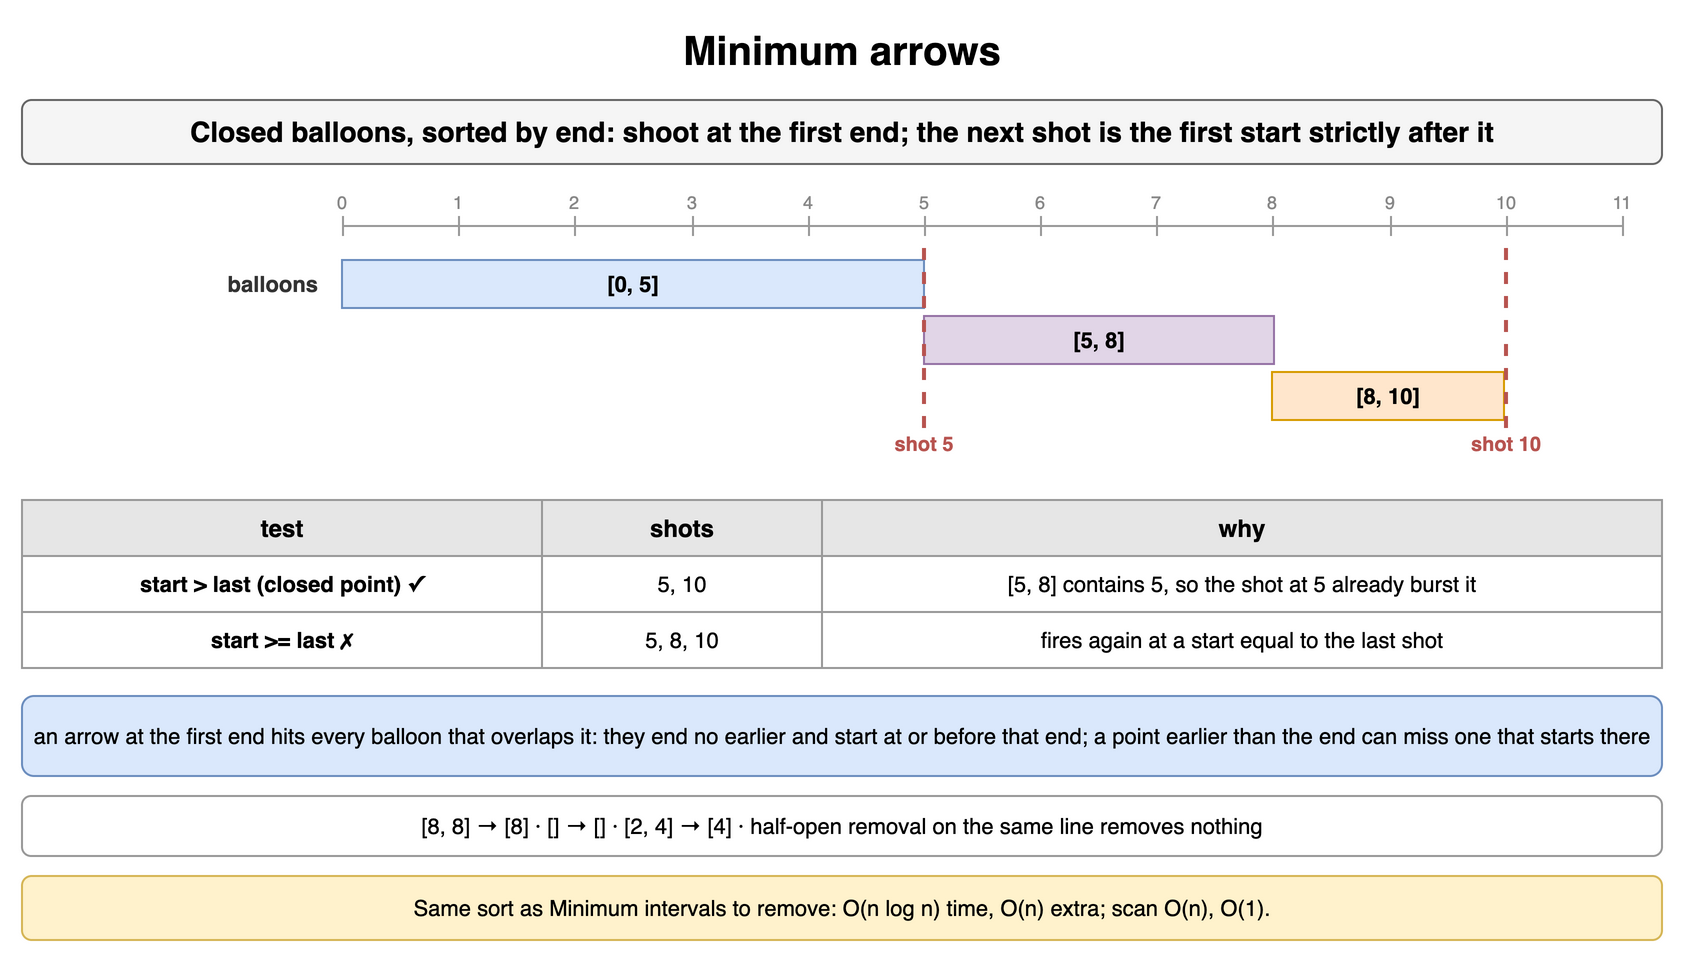 Minimum arrows
Closed balloons, sorted by end: shoot at the first end; the next shot is the first start strictly after it
0 1 2 3 4 5 6 7 8 9 10 11
balloons
[0, 5]
[5, 8]
[8, 10]
shot 5
shot 10
test shots why
start > last (closed point) ✓ 5, 10 [5, 8] contains 5, so the shot at 5 already burst it
start >= last ✗ 5, 8, 10 fires again at a start equal to the last shot
an arrow at the first end hits every balloon that overlaps it: they end no earlier and start at or before that end; a point earlier than the end can miss one that starts there
[8, 8] → [8] · [] → [] · [2, 4] → [4] · half-open removal on the same line removes nothing
Same sort as Minimum intervals to remove: O(n log n) time, O(n) extra; scan O(n), O(1).